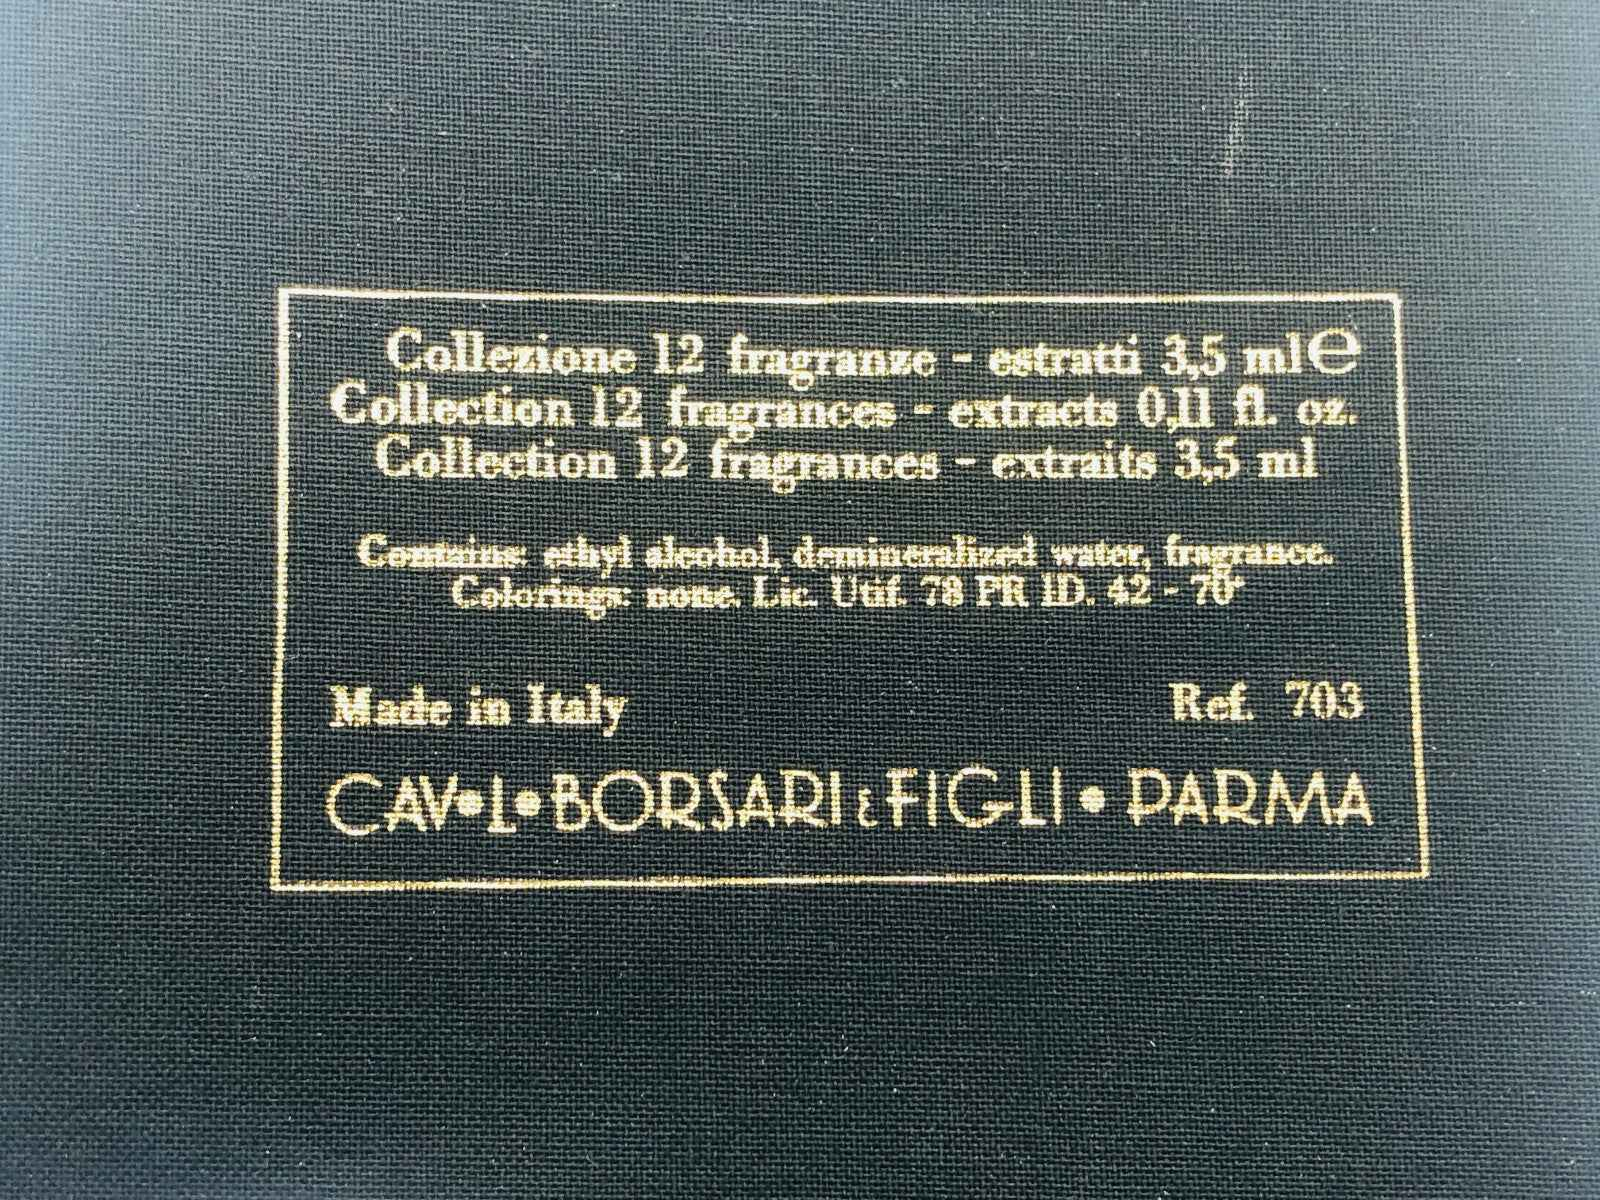 Collezione 12 fragranze - estratti 3,5 ml e
Collection 12 fragrances - extracts 0,11 fl. oz.
Collection 12 fragrances - extraits 3,5 ml
Contains: ethyl alcohol, demineralized water, fragrance.
Colorings: none. Lic. Utif. 78 PR ID. 42 - 70°
Made in Italy Ref. 703
CAV•L•BORSARI & FIGLI • PARMA